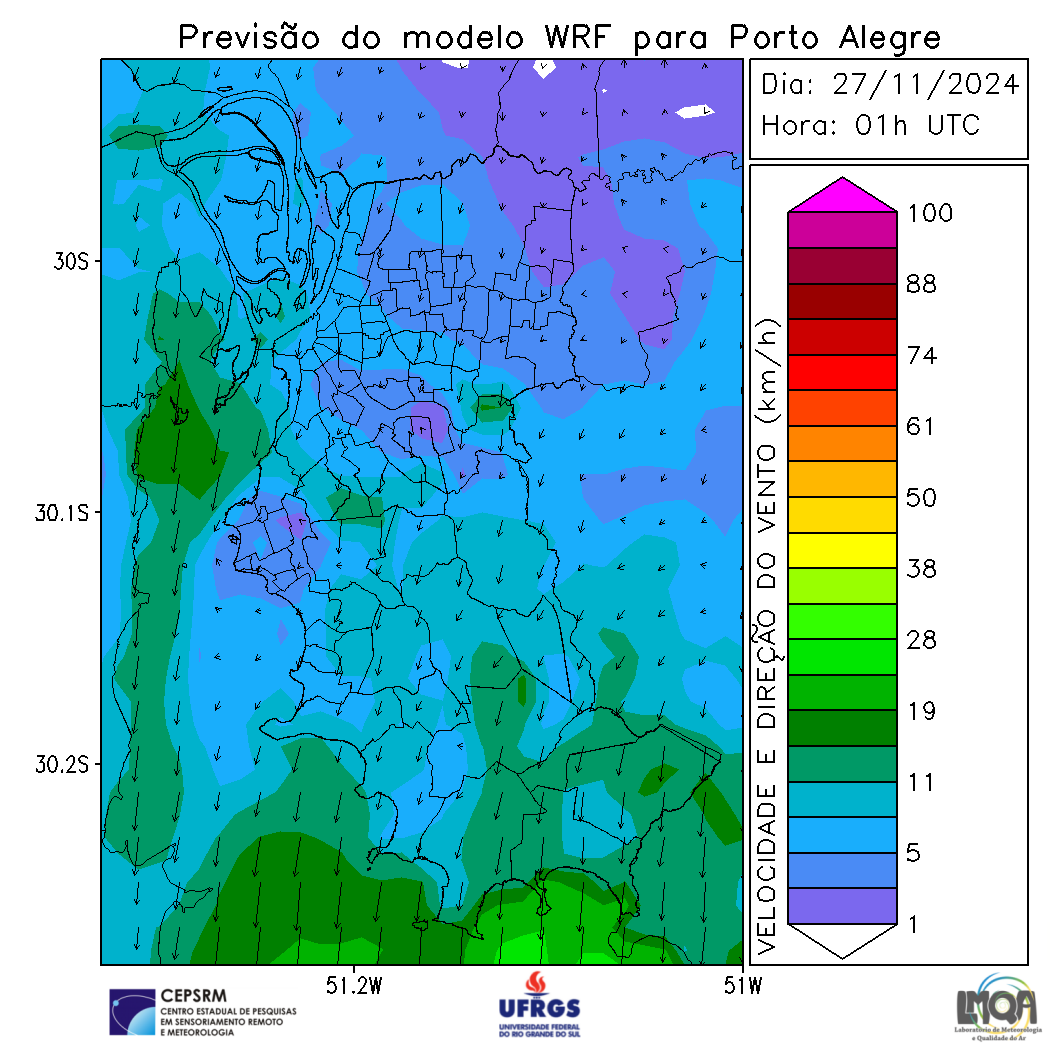 Previsão do modelo WRF para Porto Alegre
Dia: 27/11/2024
Hora: 01h UTC
30S
30.1S
30.2S
51.2W
51W
VELOCIDADE E DIREÇÃO DO VENTO (km/h)
100
88
74
61
50
38
28
19
11
5
1
CEPSRM
CENTRO ESTADUAL DE PESQUISAS
EM SENSORIAMENTO REMOTO
E METEOROLOGIA
UFRGS
UNIVERSIDADE FEDERAL
DO RIO GRANDE DO SUL
LMQA
Laboratório de Meteorologia
e Qualidade do Ar